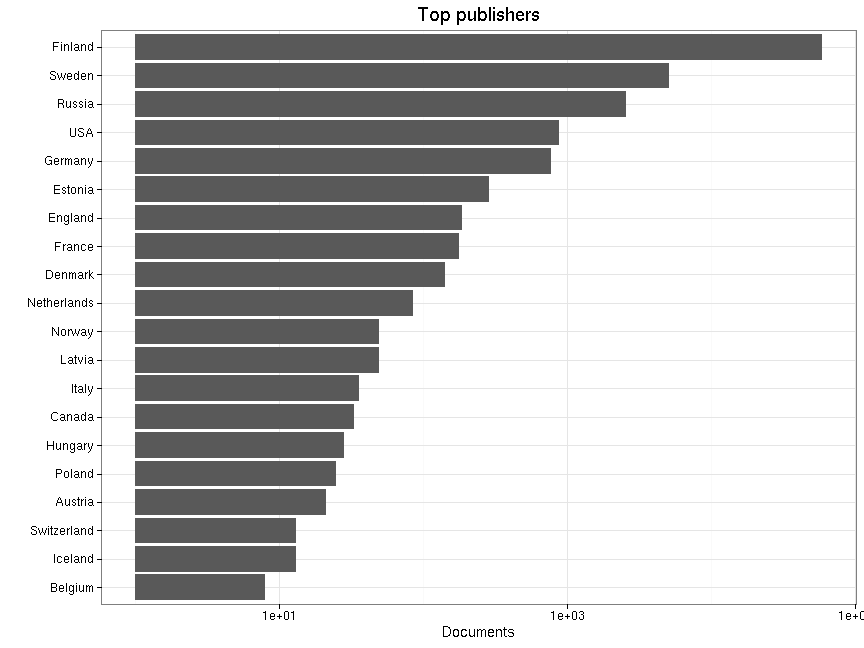 Top publishers
Finland
Sweden
Russia
USA
Germany
Estonia
England
France
Denmark
Netherlands
Norway
Latvia
Italy
Canada
Hungary
Poland
Austria
Switzerland
Iceland
Belgium
1e+01 1e+03
Documents